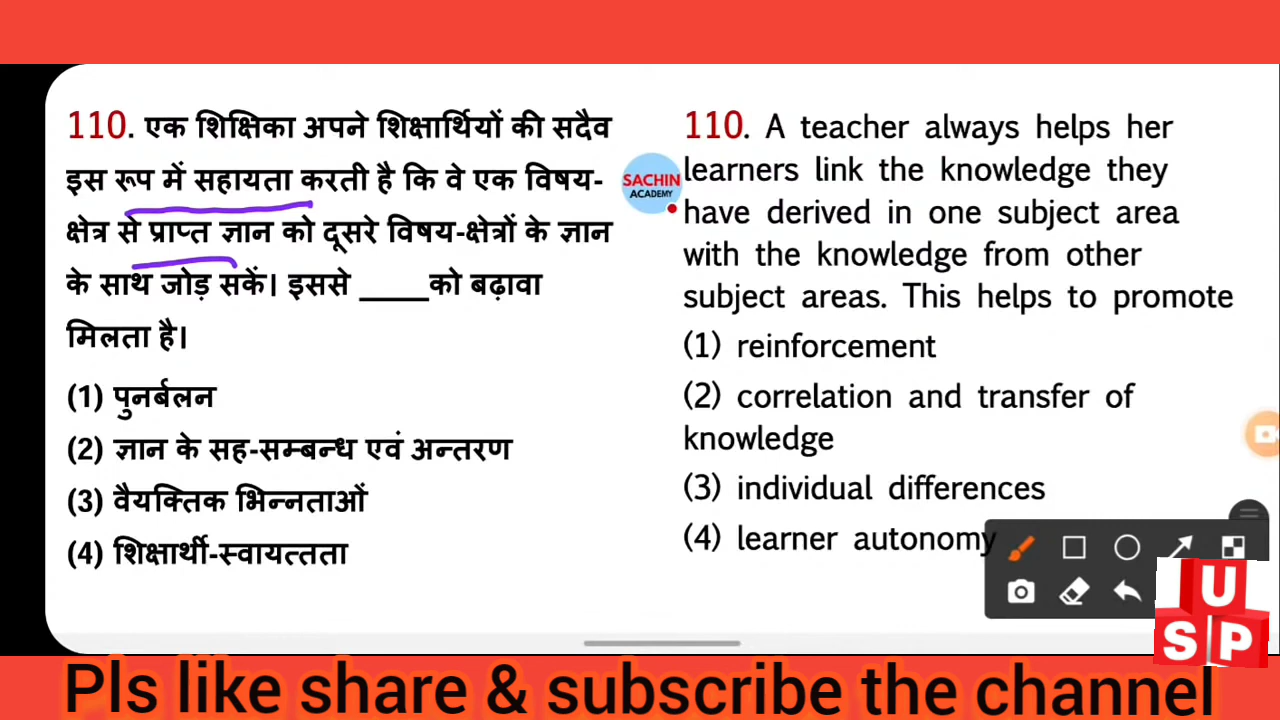 110. एक शिक्षिका अपने शिक्षार्थियों की सदैव
इस रूप में सहायता करती है कि वे एक विषय-
क्षेत्र से प्राप्त ज्ञान को दूसरे विषय-क्षेत्रों के ज्ञान
के साथ जोड़ सकें। इससे _____को बढ़ावा
मिलता है।
(1) पुनर्बलन
(2) ज्ञान के सह-सम्बन्ध एवं अन्तरण
(3) वैयक्तिक भिन्नताओं
(4) शिक्षार्थी-स्वायत्तता
SACHIN
ACADEMY
110. A teacher always helps her
learners link the knowledge they
have derived in one subject area
with the knowledge from other
subject areas. This helps to promote
(1) reinforcement
(2) correlation and transfer of
knowledge
(3) individual differences
(4) learner autonomy
U
S P
Pls like share & subscribe the channel